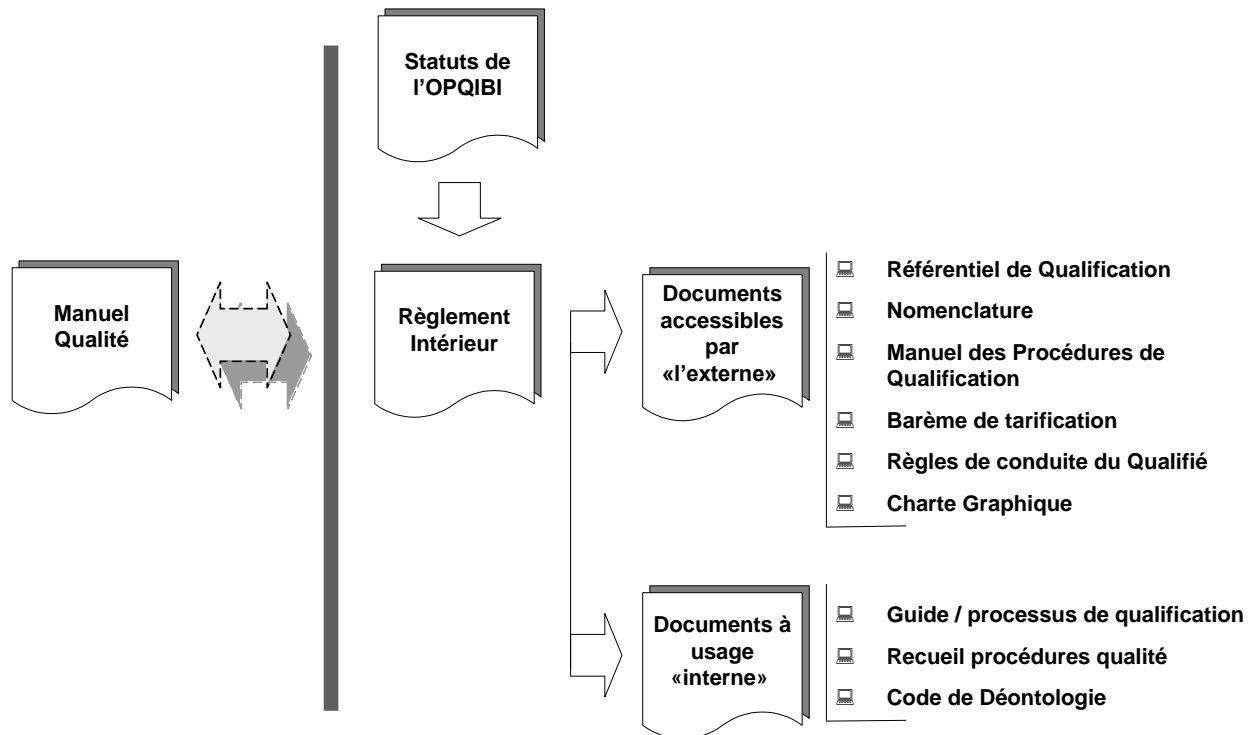 Statuts de
l'OPQIBI
Manuel
Qualité
Règlement
Intérieur
Documents
accessibles
par
«l'externe»
Référentiel de Qualification
Nomenclature
Manuel des Procédures de
Qualification
Barème de tarification
Règles de conduite du Qualifié
Charte Graphique
Documents à
usage
«interne»
Guide / processus de qualification
Recueil procédures qualité
Code de Déontologie